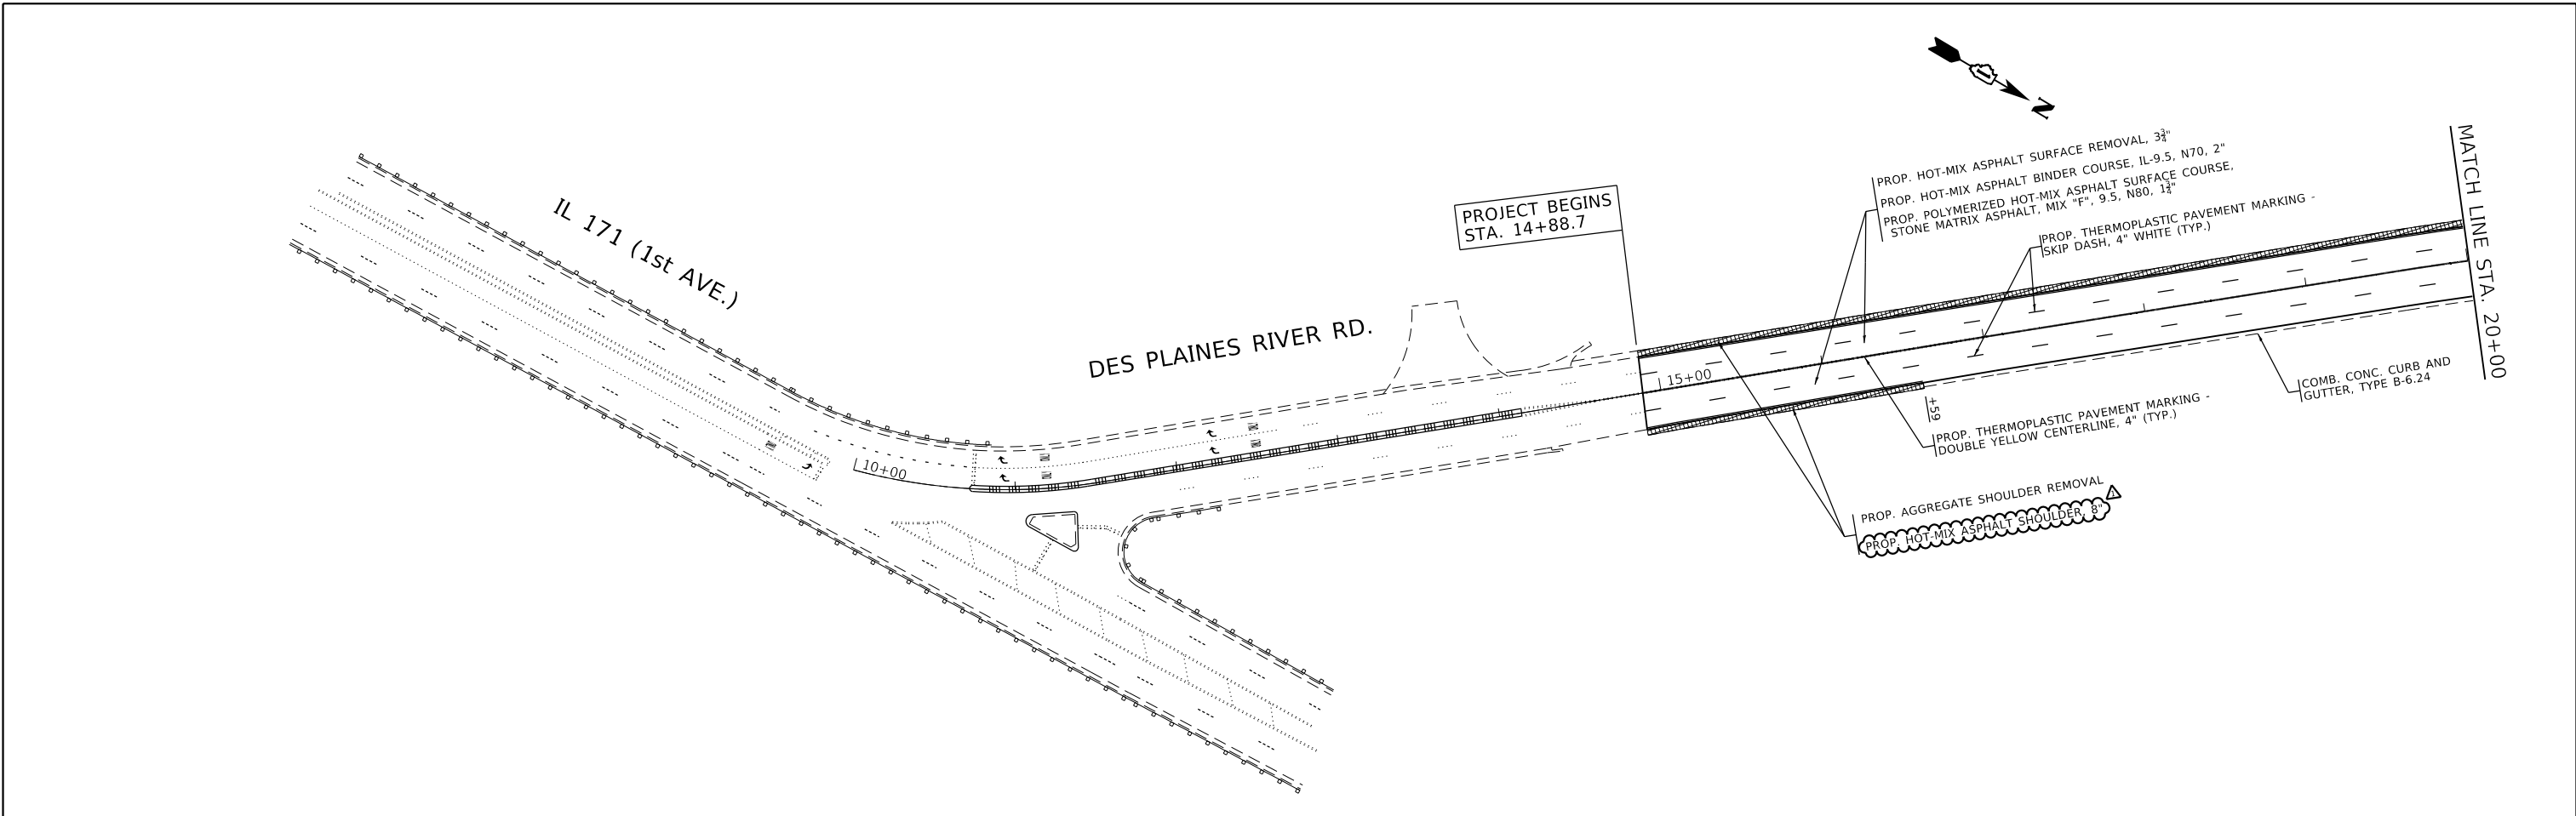 N
IL 171 (1st AVE.)
DES PLAINES RIVER RD.
10+00
PROJECT BEGINS
STA. 14+88.7
15+00
PROP. HOT-MIX ASPHALT SURFACE REMOVAL, 3¾"
PROP. HOT-MIX ASPHALT BINDER COURSE, IL-9.5, N70, 2"
PROP. POLYMERIZED HOT-MIX ASPHALT SURFACE COURSE,
STONE MATRIX ASPHALT, MIX "F", 9.5, N80, 1¾"
PROP. THERMOPLASTIC PAVEMENT MARKING -
SKIP DASH, 4" WHITE (TYP.)
MATCH LINE STA. 20+00
COMB. CONC. CURB AND
GUTTER, TYPE B-6.24
+59
PROP. THERMOPLASTIC PAVEMENT MARKING -
DOUBLE YELLOW CENTERLINE, 4" (TYP.)
PROP. AGGREGATE SHOULDER REMOVAL
PROP. HOT-MIX ASPHALT SHOULDER, 8"